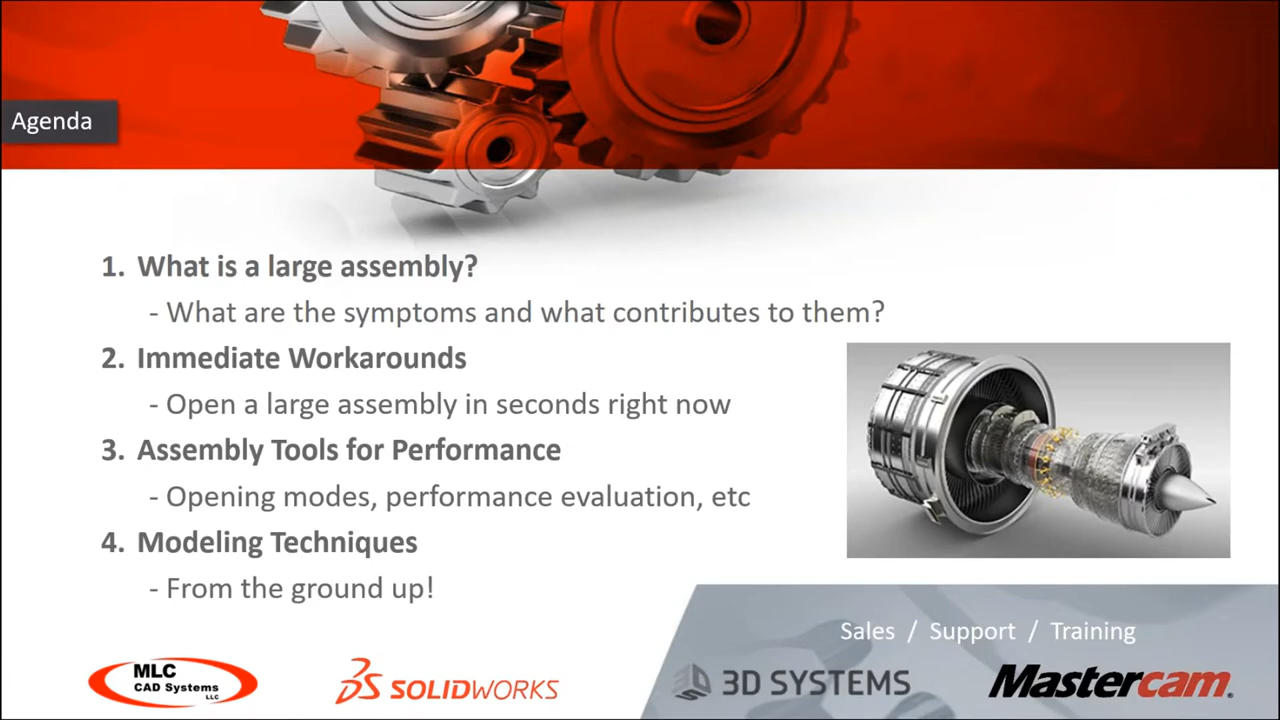 Agenda
1. What is a large assembly?
- What are the symptoms and what contributes to them?
2. Immediate Workarounds
- Open a large assembly in seconds right now
3. Assembly Tools for Performance
- Opening modes, performance evaluation, etc
4. Modeling Techniques
- From the ground up!
Sales / Support / Training
MLC
CAD Systems
LLC
SOLIDWORKS
3D SYSTEMS
Mastercam®